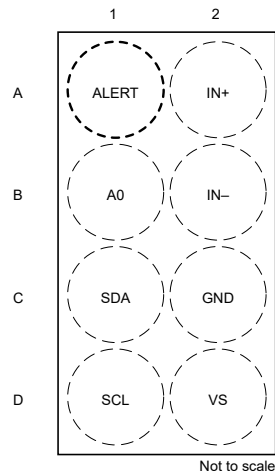 1 2
A ALERT IN+
B A0 IN–
C SDA GND
D SCL VS
Not to scale